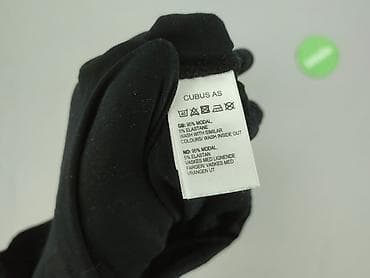 CUBUS AS
GB: 95% MODAL,
5% ELASTANE
WASH WITH SIMILAR
COLOURS/ WASH INSIDE OUT
NO: 95% MODAL,
5% ELASTAN
VASKES MED LIGNENDE
FARGER/ VASKES MED
VRANGEN UT